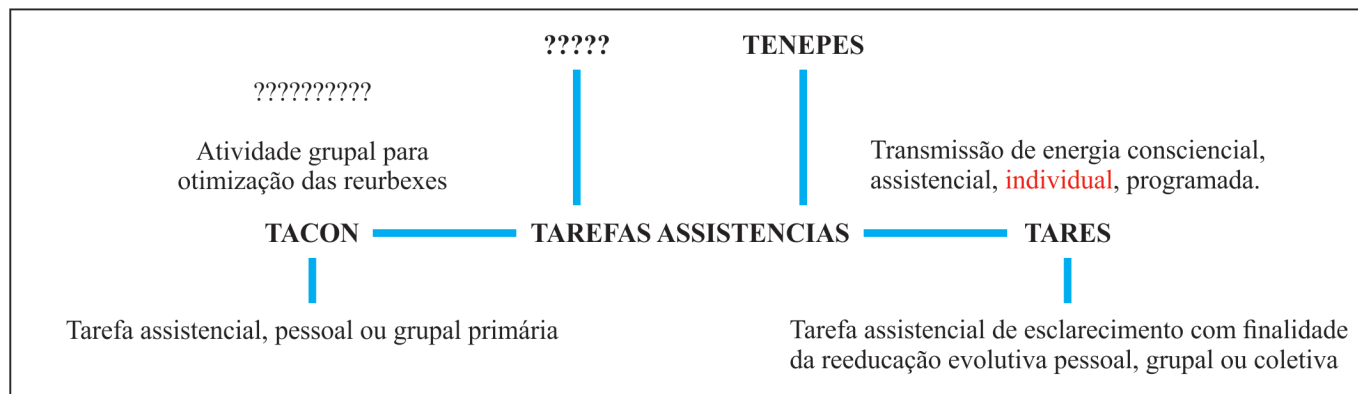 ?????
TENEPES
??????????
Atividade grupal para
otimização das reurbexes
Transmissão de energia consciencial,
assistencial, individual, programada.
TACON
TAREFAS ASSISTENCIAS
TARES
Tarefa assistencial, pessoal ou grupal primária
Tarefa assistencial de esclarecimento com finalidade
da reeducação evolutiva pessoal, grupal ou coletiva